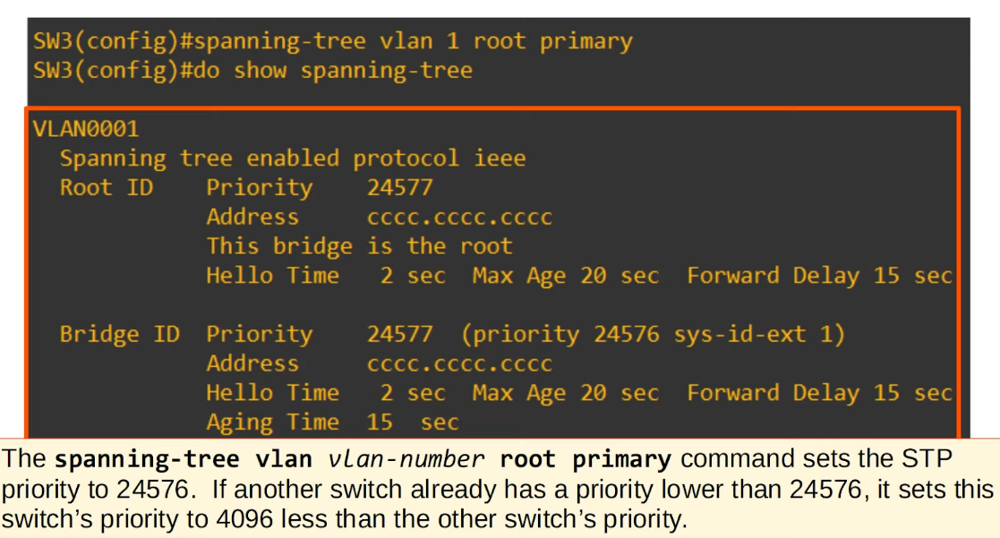 SW3(config)#spanning-tree vlan 1 root primary
SW3(config)#do show spanning-tree
VLAN0001
Spanning tree enabled protocol ieee
Root ID Priority 24577
Address cccc.cccc.cccc
This bridge is the root
Hello Time 2 sec Max Age 20 sec Forward Delay 15 sec
Bridge ID Priority 24577 (priority 24576 sys-id-ext 1)
Address cccc.cccc.cccc
Hello Time 2 sec Max Age 20 sec Forward Delay 15 sec
Aging Time 15 sec
The spanning-tree vlan vlan-number root primary command sets the STP
priority to 24576. If another switch already has a priority lower than 24576, it sets this
switch's priority to 4096 less than the other switch's priority.